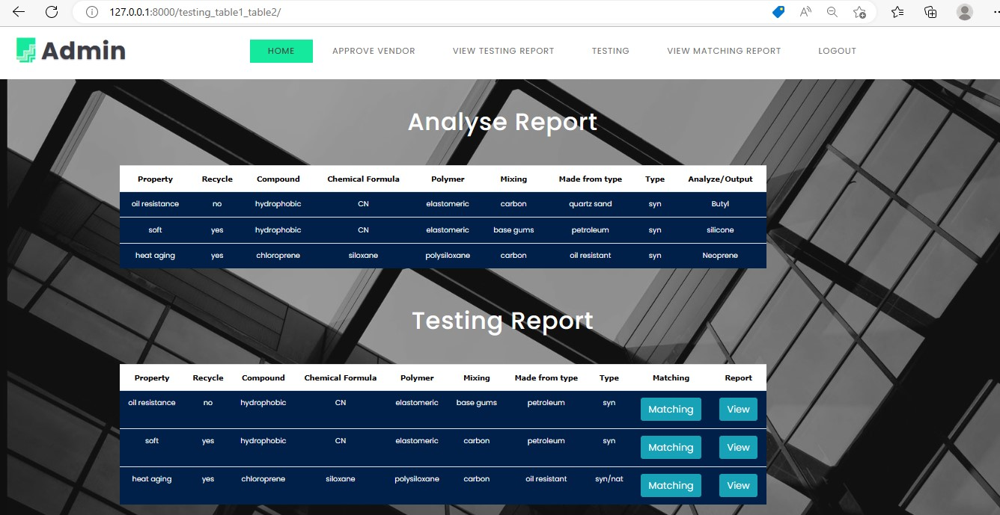 127.0.0.1:8000/testing_table1_table2/
Admin HOME APPROVE VENDOR VIEW TESTING REPORT TESTING VIEW MATCHING REPORT LOGOUT
Analyse Report
Property Recycle Compound Chemical Formula Polymer Mixing Made from type Type Analyze/Output
oil resistance no hydrophobic CN elastomeric carbon quartz sand syn Butyl
soft yes hydrophobic CN elastomeric base gums petroleum syn silicone
heat aging yes chloroprene siloxane polysiloxane carbon oil resistant syn Neoprene
Testing Report
Property Recycle Compound Chemical Formula Polymer Mixing Made from type Type Matching Report
oil resistance no hydrophobic CN elastomeric base gums petroleum syn Matching View
soft yes hydrophobic CN elastomeric carbon petroleum syn Matching View
heat aging yes chloroprene siloxane polysiloxane carbon oil resistant syn/nat Matching View